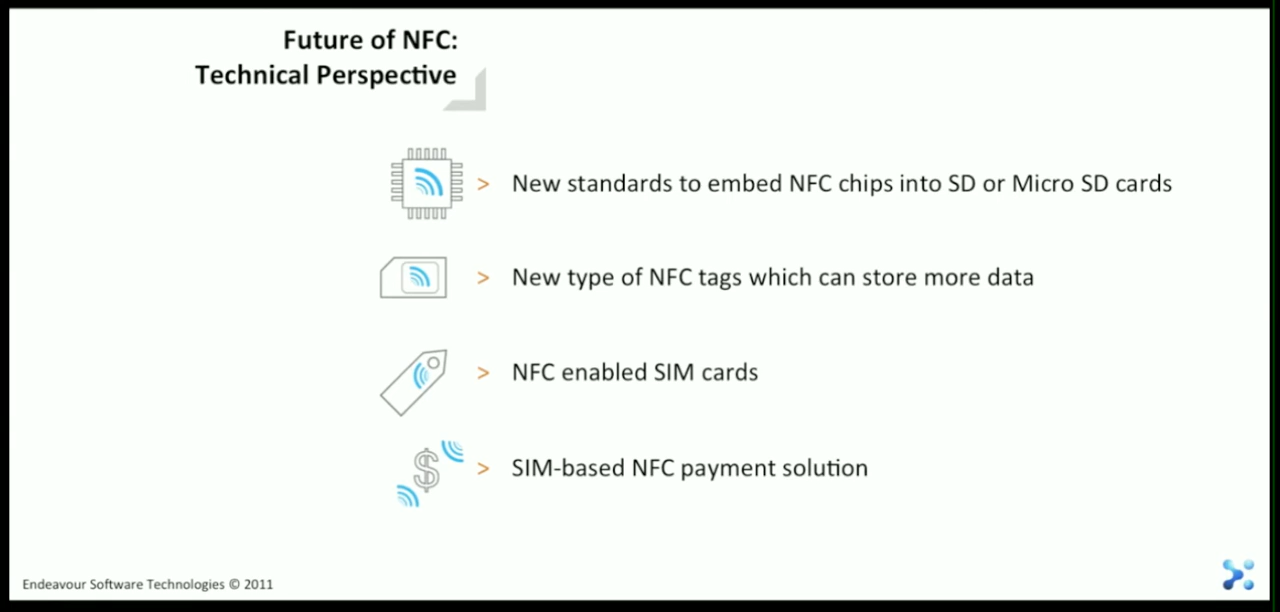 Future of NFC:
Technical Perspective
> New standards to embed NFC chips into SD or Micro SD cards
> New type of NFC tags which can store more data
> NFC enabled SIM cards
$ > SIM-based NFC payment solution
Endeavour Software Technologies © 2011